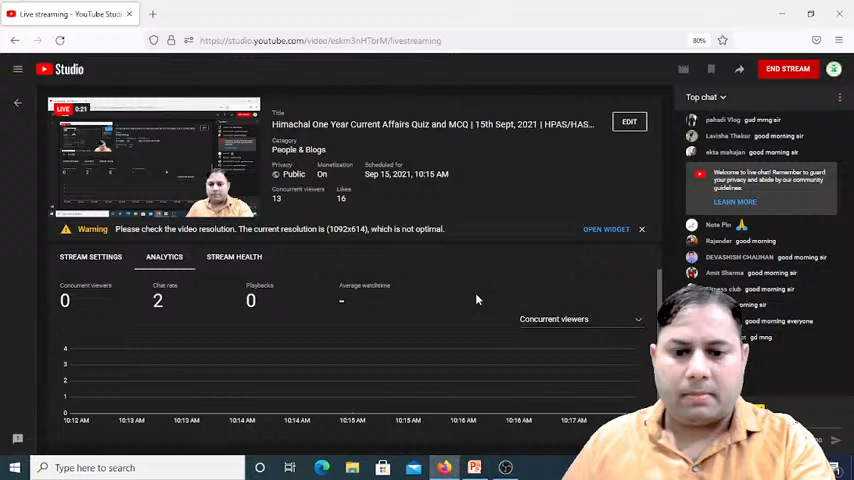 Live streaming - YouTube Studio
https://studio.youtube.com/video/eskm3nHTbrM/livestreaming
80%
Studio
END STREAM
LIVE 0:21
Title
Himachal One Year Current Affairs Quiz and MCQ | 15th Sept, 2021 | HPAS/HAS...
EDIT
Category
People & Blogs
Privacy Monetization Scheduled for
Public On Sep 15, 2021, 10:15 AM
Concurrent viewers Likes
13 16
Warning Please check the video resolution. The current resolution is (1092x614), which is not optimal.
OPEN WIDGET
STREAM SETTINGS ANALYTICS STREAM HEALTH
Concurrent viewers Chat rate Playbacks Average watchtime
0 2 0 -
Concurrent viewers
4
3
2
1
0
10:12 AM 10:13 AM 10:13 AM 10:14 AM 10:14 AM 10:15 AM 10:15 AM 10:16 AM 10:16 AM 10:17 AM
Top chat
pahadi Vlog gud mrng sir
Lavisha Thakur good morning sir
ekta mahajan good morning sir
Welcome to live chat! Remember to guard
your privacy and abide by our community
guidelines.
LEARN MORE
Note Pin 🙏
Rajender good morning
DEVASHISH CHAUHAN good morning sir
Amit Sharma good morning sir
club good morning sir
sir
good morning everyone
gd mng
Type here to search